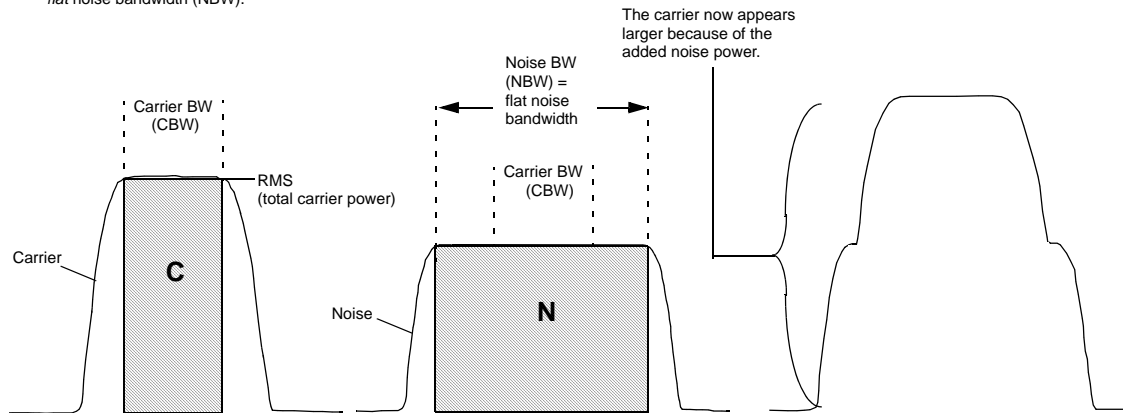 flat noise bandwidth (NBW).
The carrier now appears
larger because of the
added noise power.
Noise BW
(NBW) =
flat noise
bandwidth
Carrier BW
(CBW)
Carrier BW
(CBW)
RMS
(total carrier power)
Carrier
C
Noise
N